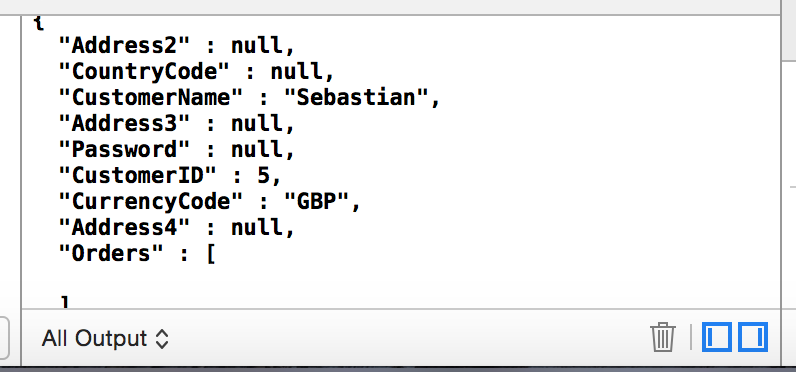 {
"Address2" : null,
"CountryCode" : null,
"CustomerName" : "Sebastian",
"Address3" : null,
"Password" : null,
"CustomerID" : 5,
"CurrencyCode" : "GBP",
"Address4" : null,
"Orders" : [
]
All Output